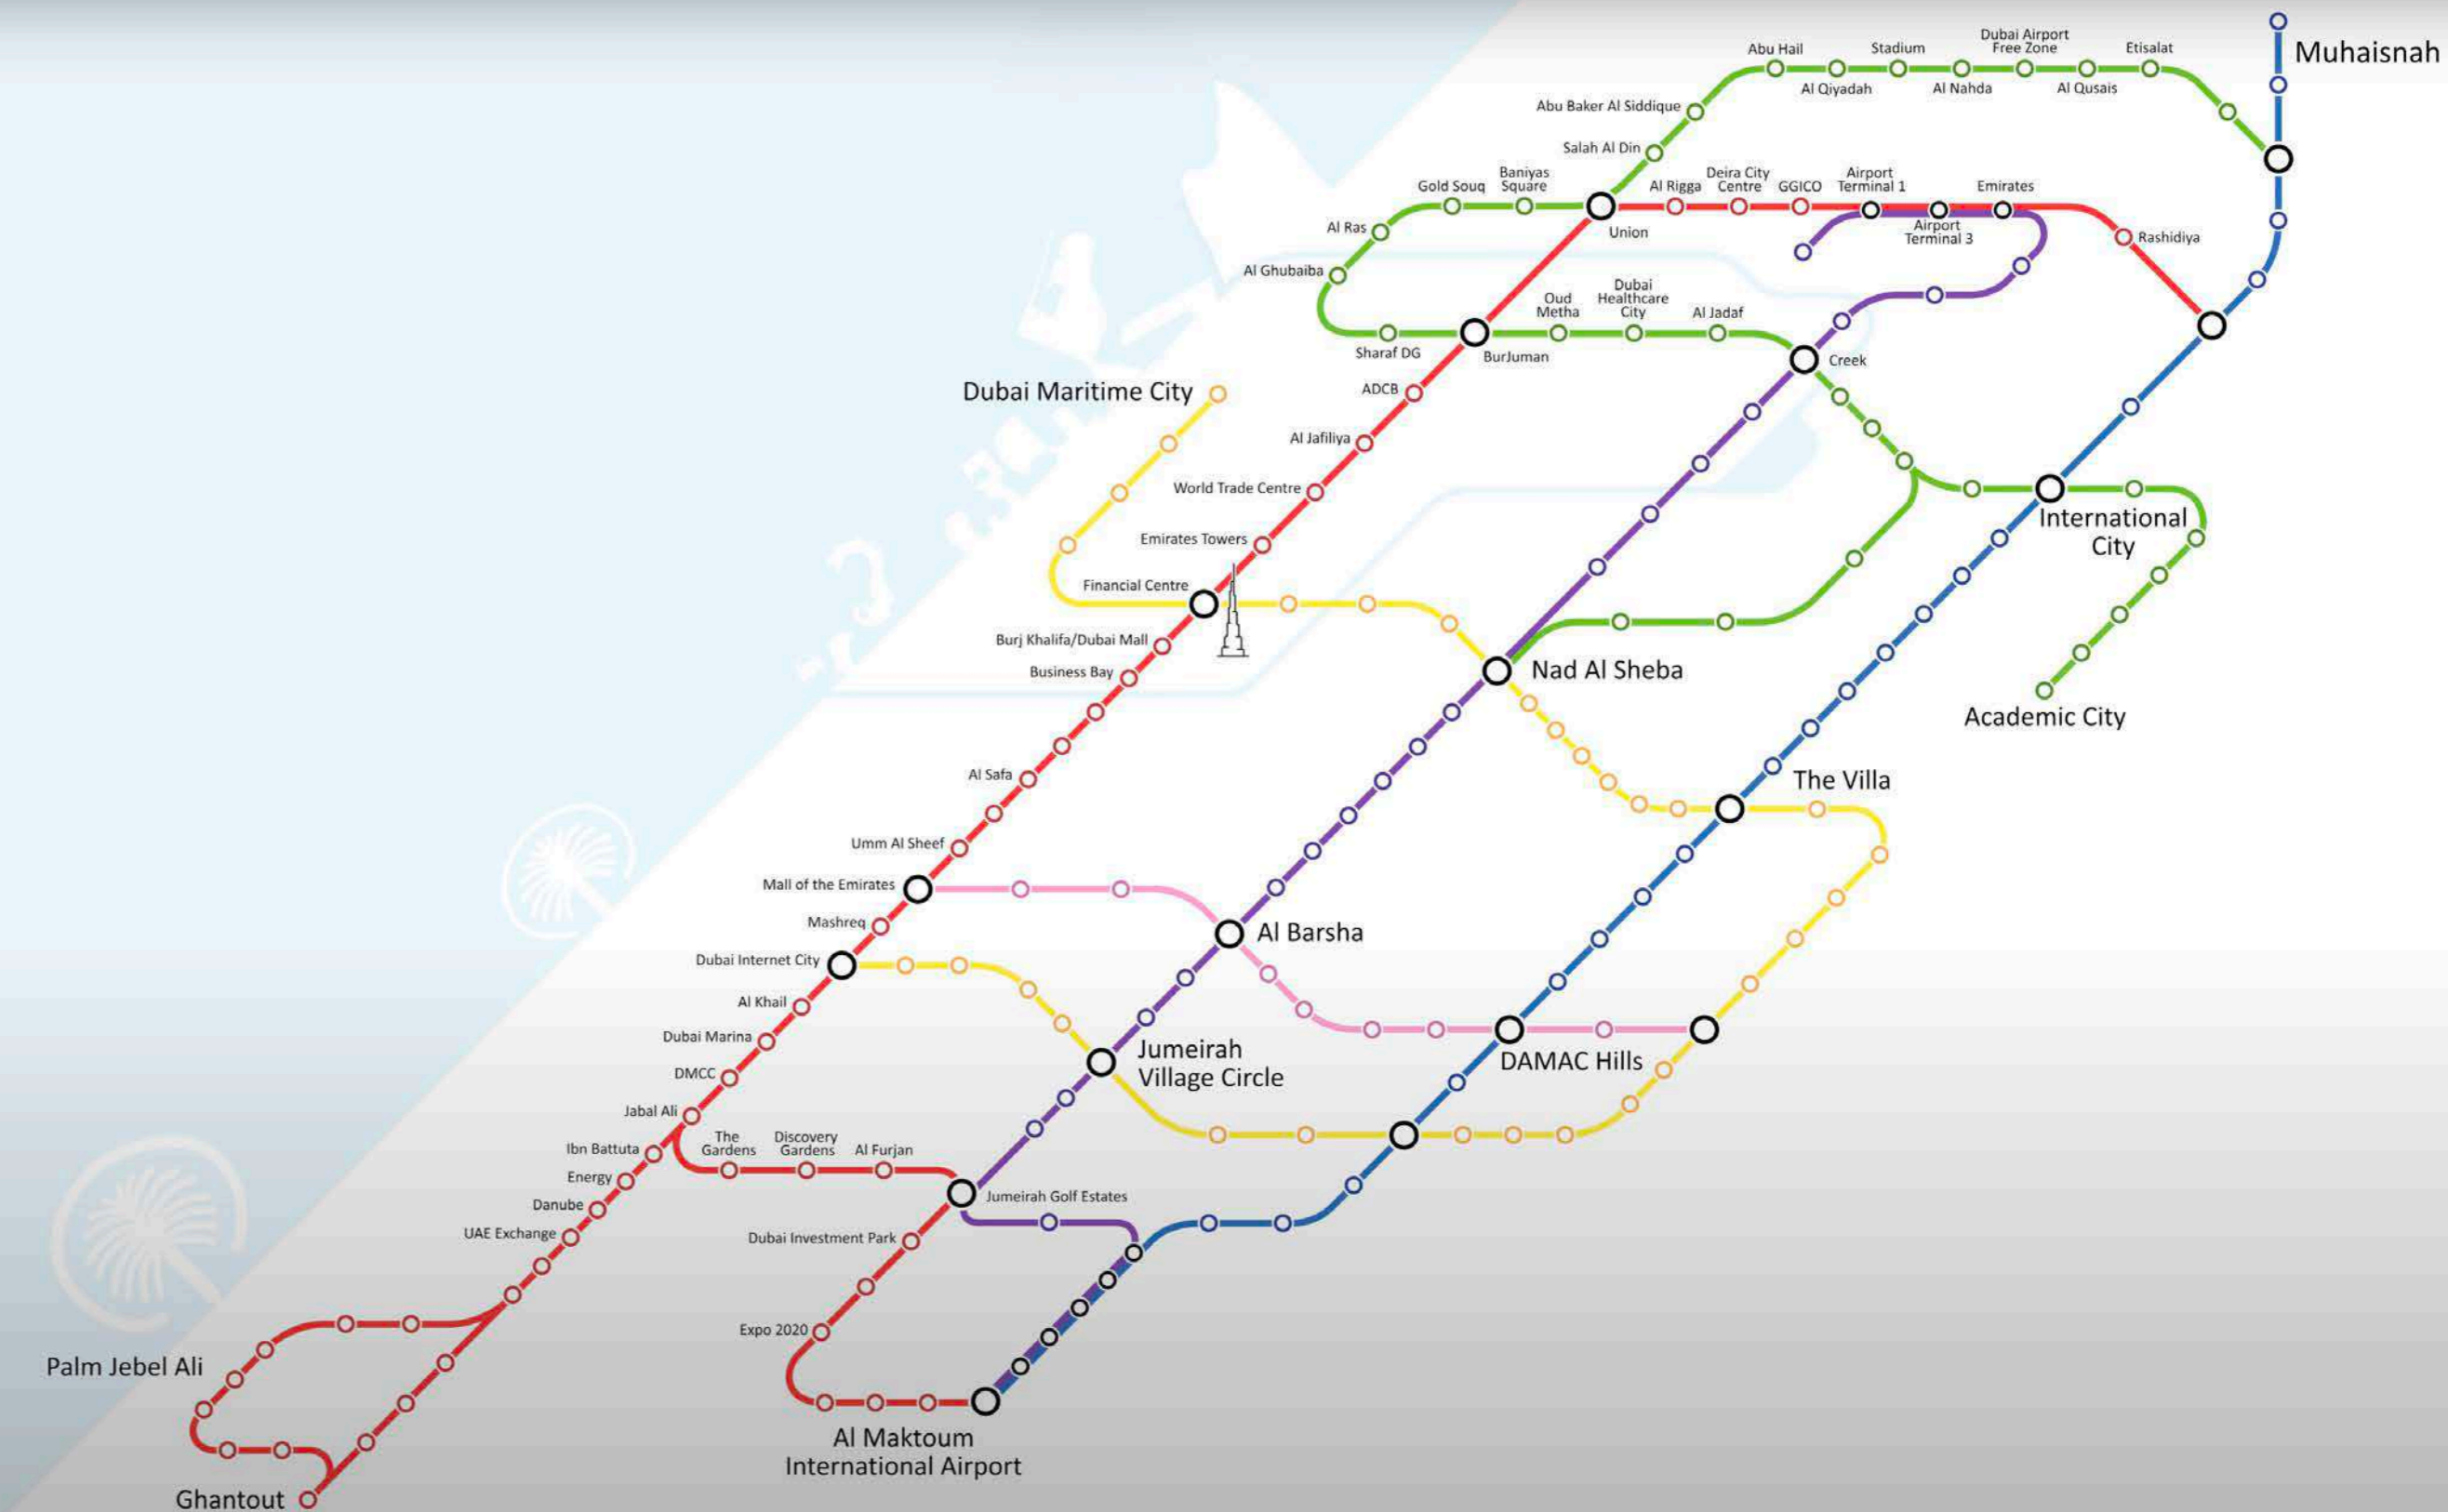 Muhaisnah
Abu Hail
Stadium
Dubai Airport
Free Zone
Etisalat
Al Qiyadah
Al Nahda
Al Qusais
Abu Baker Al Siddique
Salah Al Din
Gold Souq
Baniyas
Square
Al Rigga
Deira City
Centre
GGICO
Airport
Terminal 1
Emirates
Al Ras
Union
Airport
Terminal 3
Rashidiya
Al Ghubaiba
Oud
Metha
Dubai
Healthcare
City
Al Jadaf
Sharaf DG
BurJuman
Creek
Dubai Maritime City
ADCB
Al Jafiliya
World Trade Centre
International
City
Emirates Towers
Financial Centre
Burj Khalifa/Dubai Mall
Business Bay
Nad Al Sheba
Academic City
Al Safa
The Villa
Umm Al Sheef
Mall of the Emirates
Mashreq
Al Barsha
Dubai Internet City
Al Khail
Dubai Marina
Jumeirah
Village Circle
DAMAC Hills
DMCC
Jabal Ali
Ibn Battuta
The
Gardens
Discovery
Gardens
Al Furjan
Energy
Danube
Jumeirah Golf Estates
UAE Exchange
Dubai Investment Park
Expo 2020
Palm Jebel Ali
Al Maktoum
International Airport
Ghantout